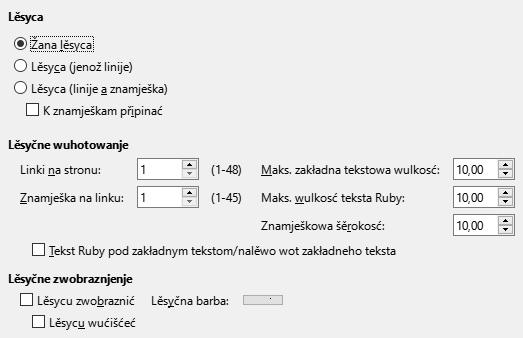 Lěsyca
Žana lěsyca
Lěsyca (jenož linije)
Lěsyca (linije a znamješka)
K znamješkam pśipinaś
Lěsycne wuhotowanje
Linki na stronu: 1 (1-48) Maks. zakładna tekstowa wulkosć: 10,00
Znamješka na linku: 1 (1-45) Maks. wulkosć teksta Ruby: 10,00
Znamješkowa šěrokosć: 10,00
Tekst Ruby pod zakładnym tekstom/nalěwo wot zakładneho teksta
Lěsyčne zwobraznjenje
Lěsycu zwobraznić Lěsyčna barba:
Lěsycu wućišćeć